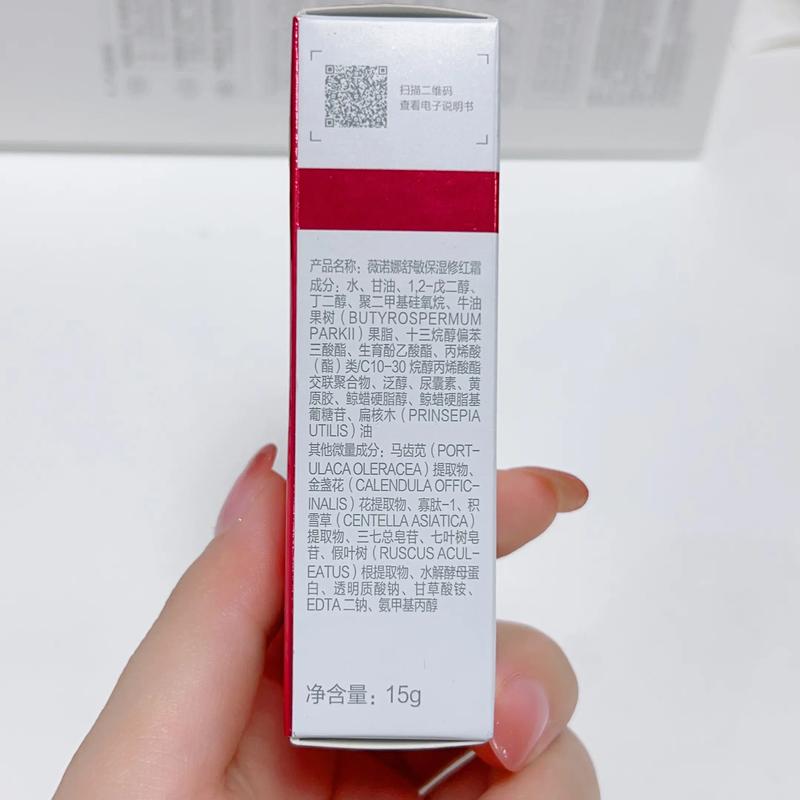 扫描二维码
查看电子说明书
产品名称：薇诺娜舒敏保湿修红霜
成分：水、甘油、1,2-戊二醇、
丁二醇、聚二甲基硅氧烷、牛油
果树（BUTYROSPERMUM
PARKII）果脂、十三烷醇偏苯
三酸酯、生育酚乙酸酯、丙烯酸
（酯）类/C10-30 烷醇丙烯酸酯
交联聚合物、泛醇、尿囊素、黄
原胶、鲸蜡硬脂醇、鲸蜡硬脂基
葡糖苷、扁核木（PRINSEPIA
UTILIS）油
其他微量成分：马齿苋（PORT-
ULACA OLERACEA）提取物、
金盏花（CALENDULA OFFIC-
INALIS）花提取物、寡肽-1、积
雪草（CENTELLA ASIATICA）
提取物、三七总皂苷、七叶树皂
苷、假叶树（RUSCUS ACUL-
EATUS）根提取物、水解酵母蛋
白、透明质酸钠、甘草酸铵、
EDTA 二钠、氨甲基丙醇
净含量：15g